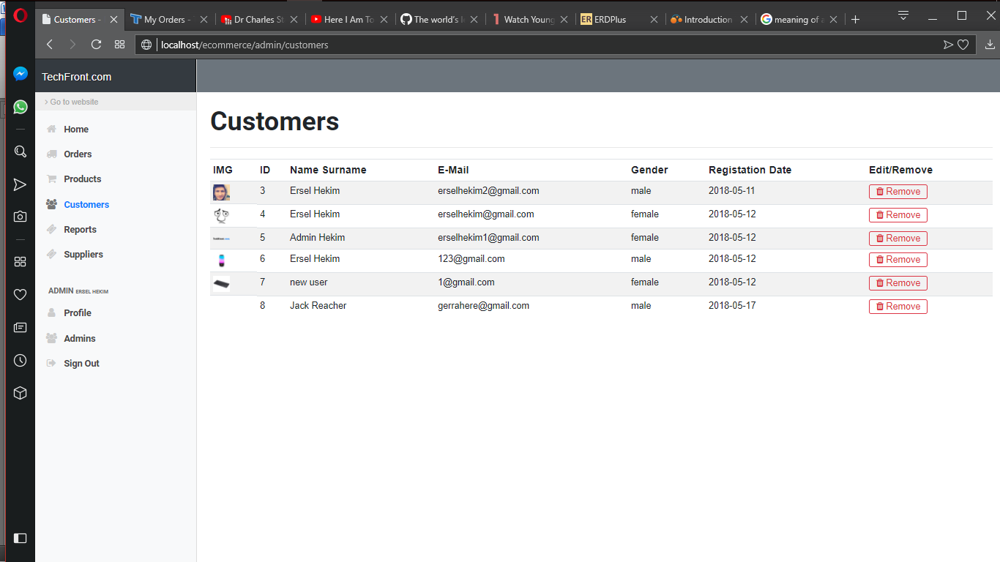 Customers - My Orders - Dr Charles St Here I Am To The world's le Watch Young ER ERDPlus Introduction meaning of a
localhost/ecommerce/admin/customers
TechFront.com
> Go to website
Home
Orders
Products
Customers
Reports
Suppliers
ADMIN ERSEL HEKIM
Profile
Admins
Sign Out
Customers
IMG ID Name Surname E-Mail Gender Registation Date Edit/Remove
3 Ersel Hekim erselhekim2@gmail.com male 2018-05-11 Remove
4 Ersel Hekim erselhekim@gmail.com female 2018-05-12 Remove
TechFront.com 5 Admin Hekim erselhekim1@gmail.com female 2018-05-12 Remove
6 Ersel Hekim 123@gmail.com male 2018-05-12 Remove
7 new user 1@gmail.com female 2018-05-12 Remove
8 Jack Reacher gerrahere@gmail.com male 2018-05-17 Remove